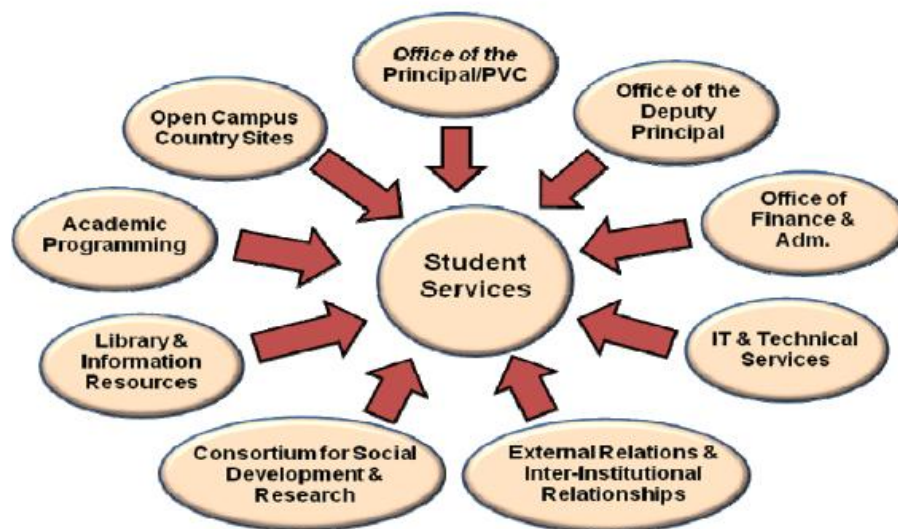 Office of the
Principal/PVC
Office of the
Deputy
Principal
Open Campus
Country Sites
Office of
Finance &
Adm.
Academic
Programming
Student
Services
Library &
Information
Resources
IT & Technical
Services
Consortium for Social
Development &
Research
External Relations &
Inter-Institutional
Relationships